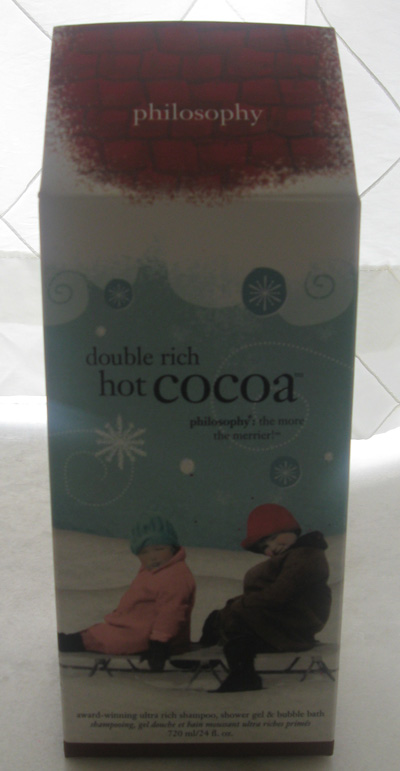 philosophy
double rich
hot cocoa™
philosophy®: the more
the merrier!™
award-winning ultra rich shampoo, shower gel & bubble bath
shampooing, gel douche et bain moussant ultra riches primés
720 ml/24 fl. oz.